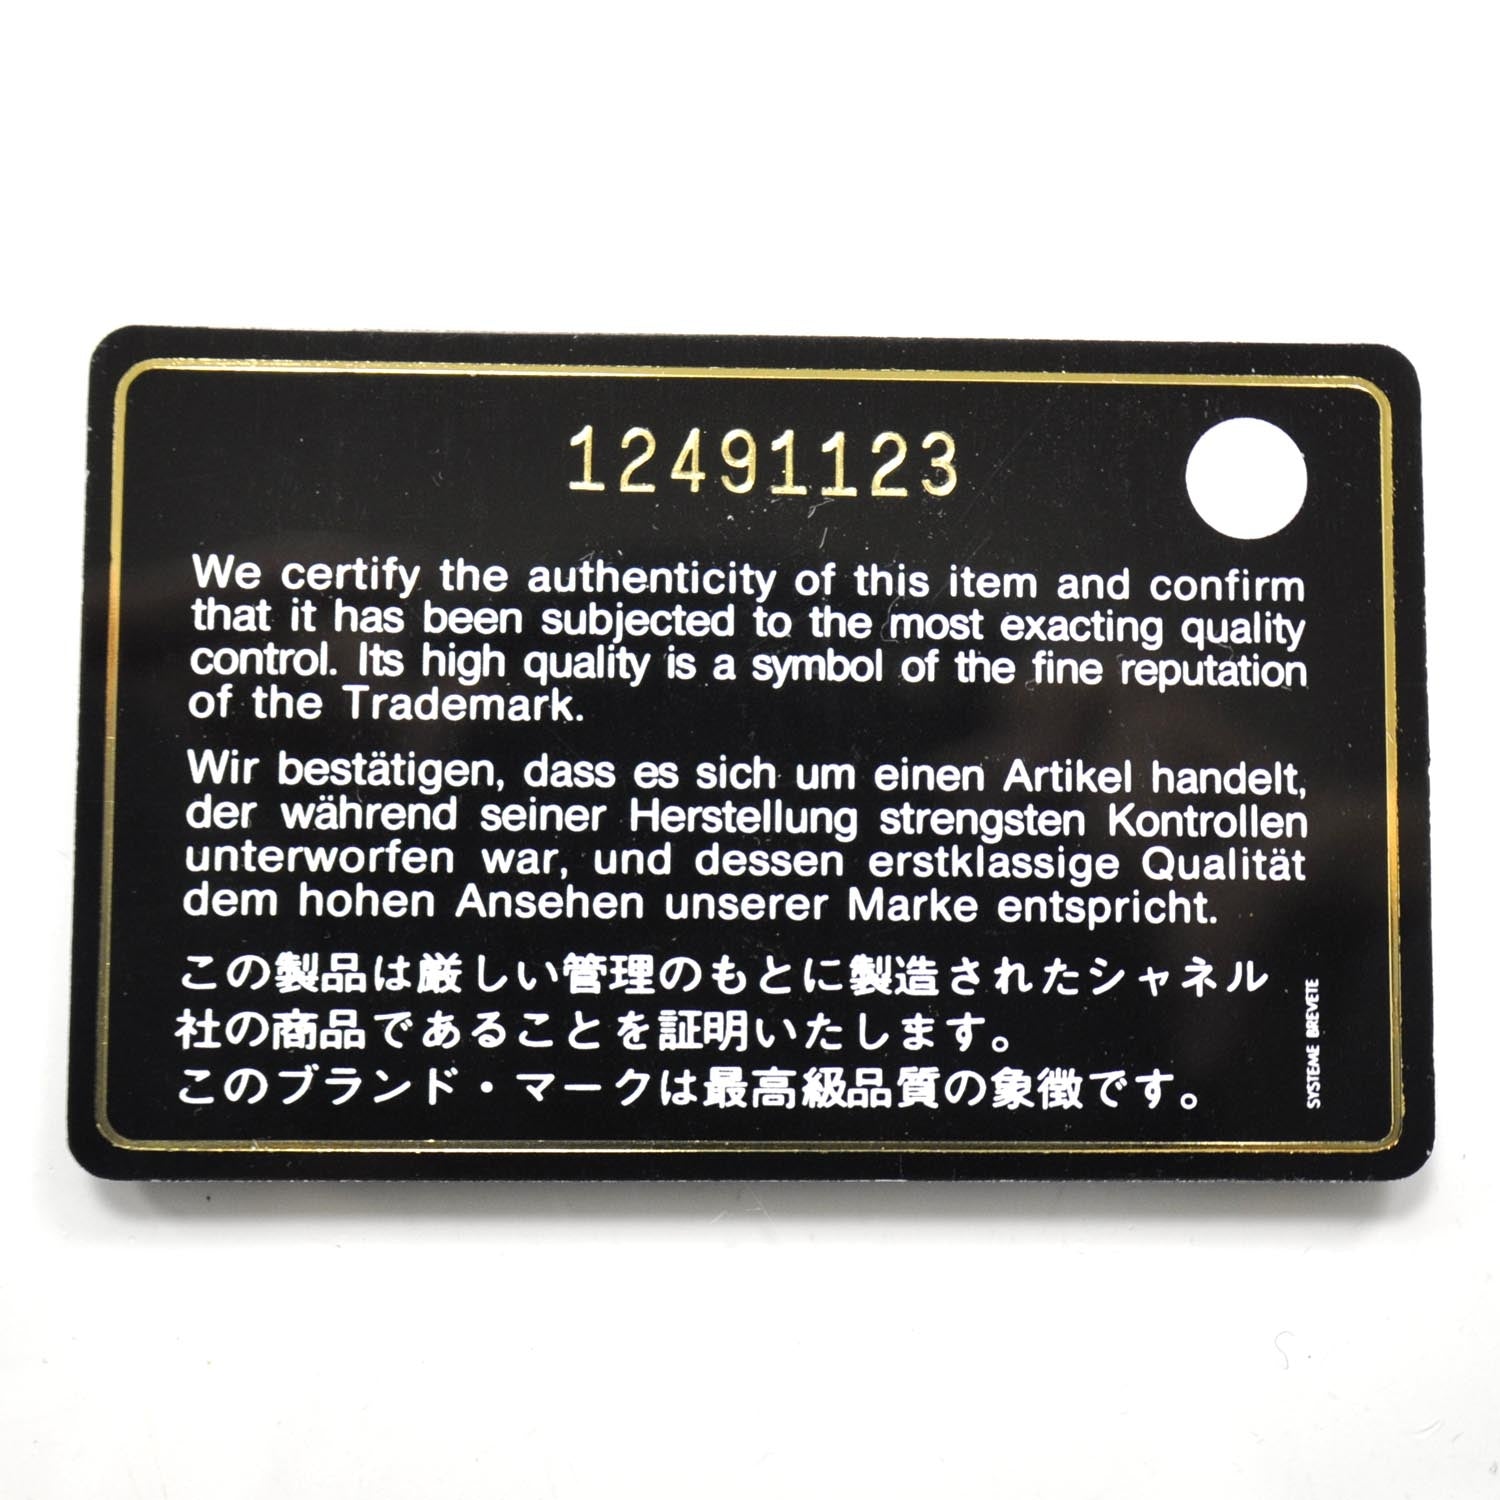 12491123
We certify the authenticity of this item and confirm
that it has been subjected to the most exacting quality
control. Its high quality is a symbol of the fine reputation
of the Trademark.
Wir bestätigen, dass es sich um einen Artikel handelt,
der während seiner Herstellung strengsten Kontrollen
unterworfen war, und dessen erstklassige Qualität
dem hohen Ansehen unserer Marke entspricht.
この製品は厳しい管理のもとに製造されたシャネル
社の商品であることを証明いたします。
このブランド・マークは最高級品質の象徴です。
SYSTEME BREVETE